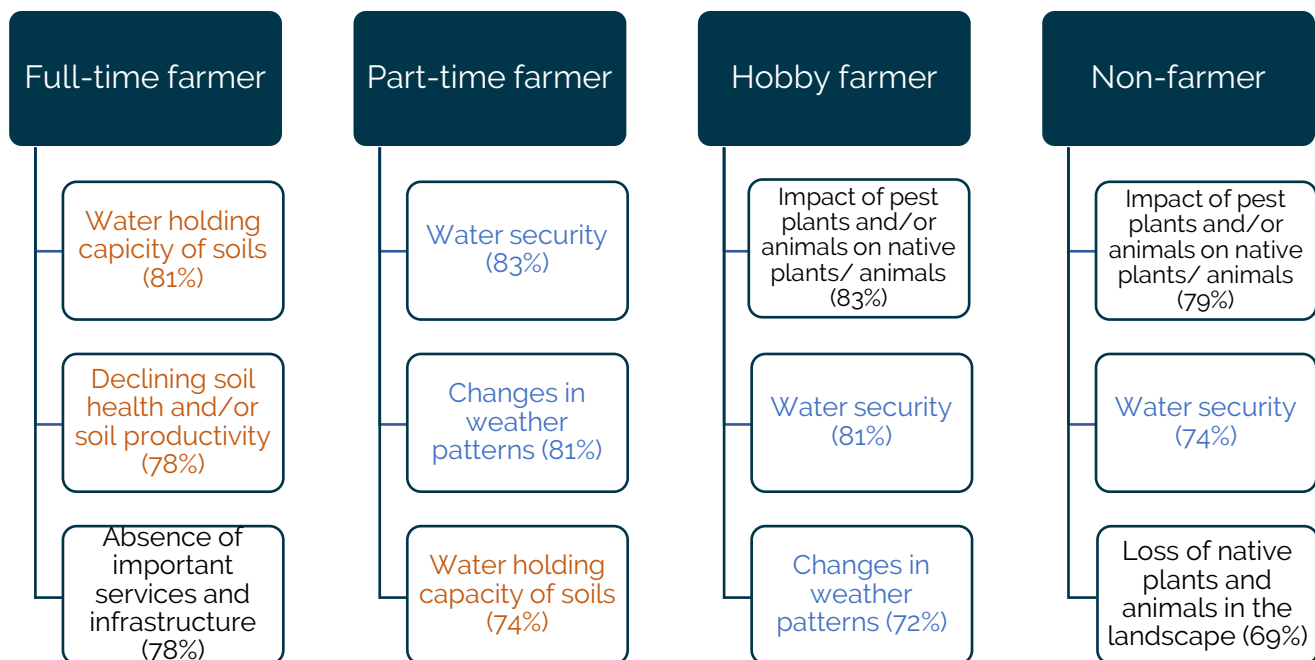 Full-time farmer
Water holding
capicity of soils
(81%)
Declining soil
health and/or
soil productivity
(78%)
Absence of
important
services and
infrastructure
(78%)
Part-time farmer
Water security
(83%)
Changes in
weather
patterns (81%)
Water holding
capacity of soils
(74%)
Hobby farmer
Impact of pest
plants and/or
animals on native
plants/ animals
(83%)
Water security
(81%)
Changes in
weather
patterns (72%)
Non-farmer
Impact of pest
plants and/or
animals on native
plants/ animals
(79%)
Water security
(74%)
Loss of native
plants and
animals in the
landscape (69%)